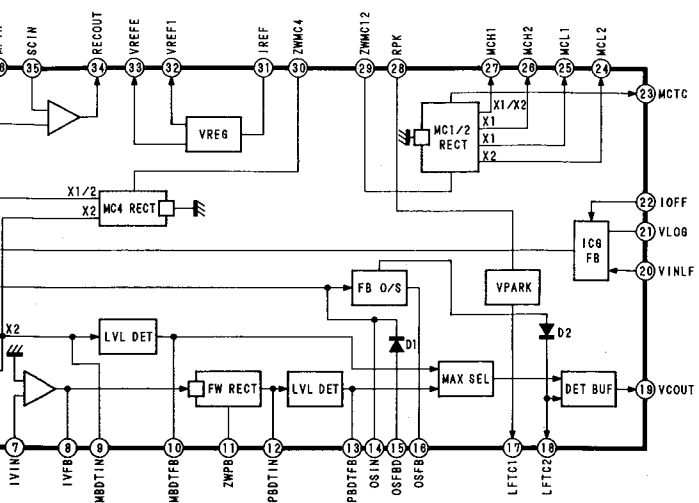 SCIN
RECOUT
VREFE
VREF1
IREF
ZWMC4
ZWMC12
RPK
MCH1
MCH2
MCL1
MCL2
35
34
33
32
31
30
29
28
27
26
25
24
23 MCTC
VREG
MC1/2
RECT
X1/X2
X1
X1
X2
X1/2
X2
MC4 RECT
22 IOFF
21 VLOG
20 VINLF
ICG
FB
FB O/S
VPARK
X2
LVL DET
D1
D2
FW RECT
LVL DET
MAX SEL
DET BUF
19 VCOUT
7
8
9
10
11
12
13
14
15
16
17
18
IVIN
IVFB
MBDTIN
MBDTFB
ZWPB
PBDTIN
PBDTFB
OSIN
OSFBD
OSFB
LFTC1
LFTC2